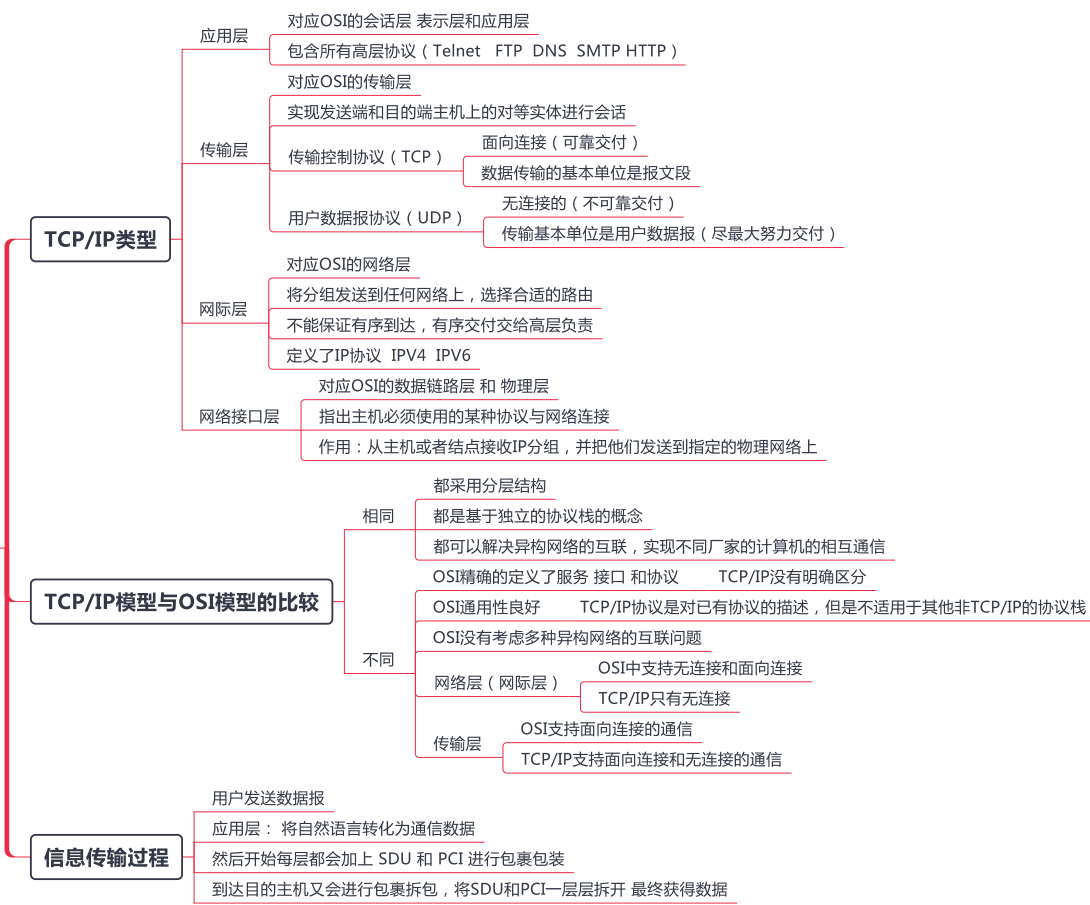 对应OSI的会话层 表示层和应用层
应用层
包含所有高层协议（Telnet FTP DNS SMTP HTTP）
对应OSI的传输层
实现发送端和目的端主机上的对等实体进行会话
传输层
面向连接（可靠交付）
传输控制协议（TCP）
数据传输的基本单位是报文段
无连接的（不可靠交付）
用户数据报协议（UDP）
传输基本单位是用户数据报（尽最大努力交付）
TCP/IP类型
对应OSI的网络层
将分组发送到任何网络上，选择合适的路由
网际层
不能保证有序到达，有序交付交给高层负责
定义了IP协议 IPV4 IPV6
对应OSI的数据链路层 和 物理层
网络接口层
指出主机必须使用的某种协议与网络连接
作用：从主机或者结点接收IP分组，并把他们发送到指定的物理网络上
都采用分层结构
相同
都是基于独立的协议栈的概念
都可以解决异构网络的互联，实现不同厂家的计算机的相互通信
OSI精确的定义了服务 接口 和协议 TCP/IP没有明确区分
TCP/IP模型与OSI模型的比较
OSI通用性良好 TCP/IP协议是对已有协议的描述，但是不适用于其他非TCP/IP的协议栈
OSI没有考虑多种异构网络的互联问题
不同
OSI中支持无连接和面向连接
网络层（网际层）
TCP/IP只有无连接
OSI支持面向连接的通信
传输层
TCP/IP支持面向连接和无连接的通信
用户发送数据报
应用层： 将自然语言转化为通信数据
信息传输过程
然后开始每层都会加上 SDU 和 PCI 进行包裹包装
到达目的主机又会进行包裹拆包，将SDU和PCI一层层拆开 最终获得数据